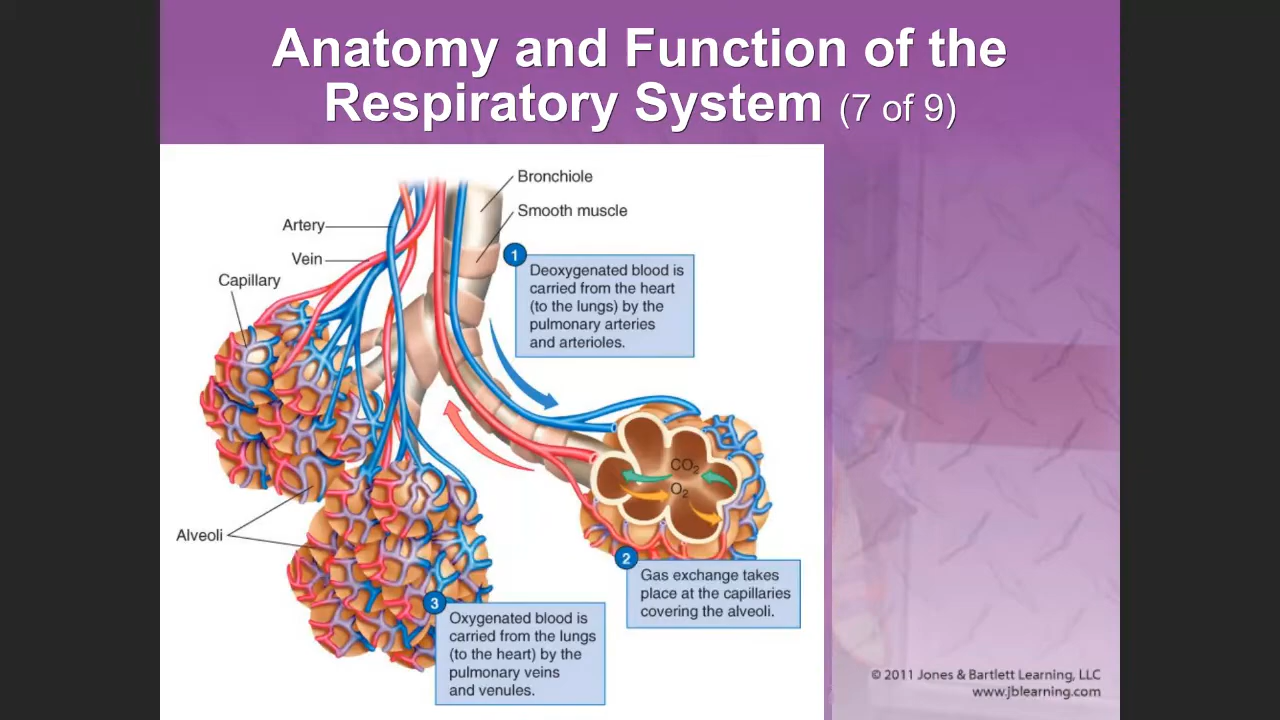 Anatomy and Function of the
Respiratory System (7 of 9)
Bronchiole
Smooth muscle
Artery
Vein
Capillary
1
Deoxygenated blood is
carried from the heart
(to the lungs) by the
pulmonary arteries
and arterioles.
CO₂
O₂
Alveoli
2
Gas exchange takes
place at the capillaries
covering the alveoli.
3
Oxygenated blood is
carried from the lungs
(to the heart) by the
pulmonary veins
and venules.
© 2011 Jones & Bartlett Learning, LLC
www.jblearning.com